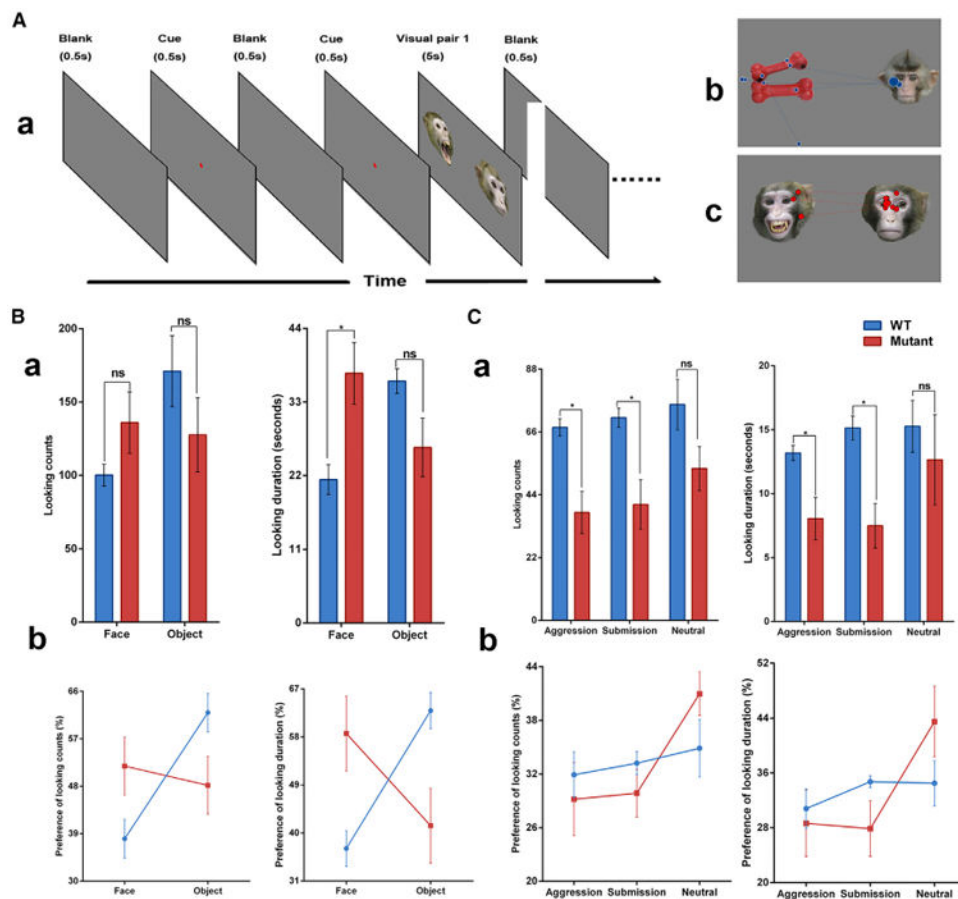 A
Blank Cue Blank Cue Visual pair 1 Blank
(0.5s) (0.5s) (0.5s) (0.5s) (5s) (0.5s)
a
Time
b
c
B
a
200
150
100
50
0
Looking counts
ns
ns
Face Object
44
33
22
11
0
Looking duration (seconds)
*
ns
Face Object
b
66
57
48
39
30
Preference of looking counts (%)
Face Object
67
58
49
40
31
Preference of looking duration (%)
Face Object
C
WT
Mutant
a
88
66
44
22
0
Looking counts
*
*
ns
Aggression Submission Neutral
20
15
10
5
0
Looking duration (seconds)
*
*
ns
Aggression Submission Neutral
b
44
38
32
26
20
Preference of looking counts (%)
Aggression Submission Neutral
52
44
36
28
20
Preference of looking duration (%)
Aggression Submission Neutral